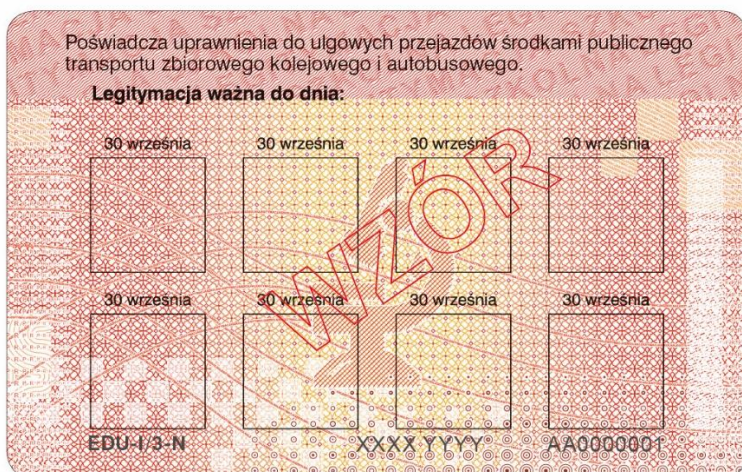 Poświadcza uprawnienia do ulgowych przejazdów środkami publicznego
transportu zbiorowego kolejowego i autobusowego.
Legitymacja ważna do dnia:
30 września 30 września 30 września 30 września
WZÓR
30 września 30 września 30 września 30 września
EDU-I/3-N XXXX YYYY AA0000001